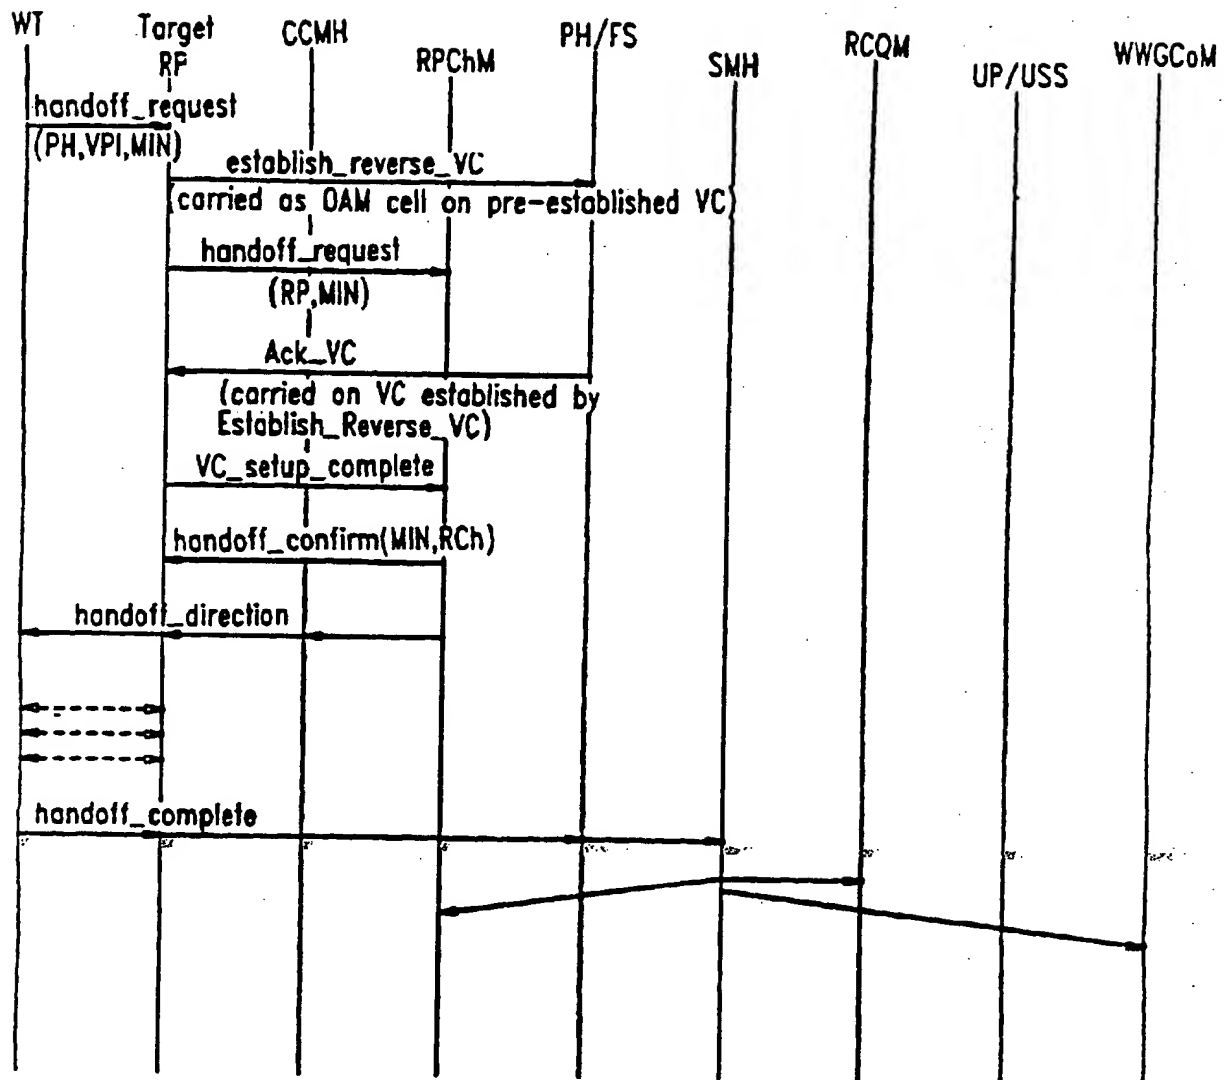 WT
Target
RP
CCMH
RPChM
PH/FS
SMH
RCQM
UP/USS
WWGCoM
handoff_request
(PH,VPI,MIN)
establish_reverse_VC
(carried as OAM cell on pre-established VC)
handoff_request
(RP,MIN)
Ack_VC
(carried on VC established by
Establish_Reverse_VC)
VC_setup_complete
handoff_confirm(MIN,RCh)
handoff_direction
handoff_complete